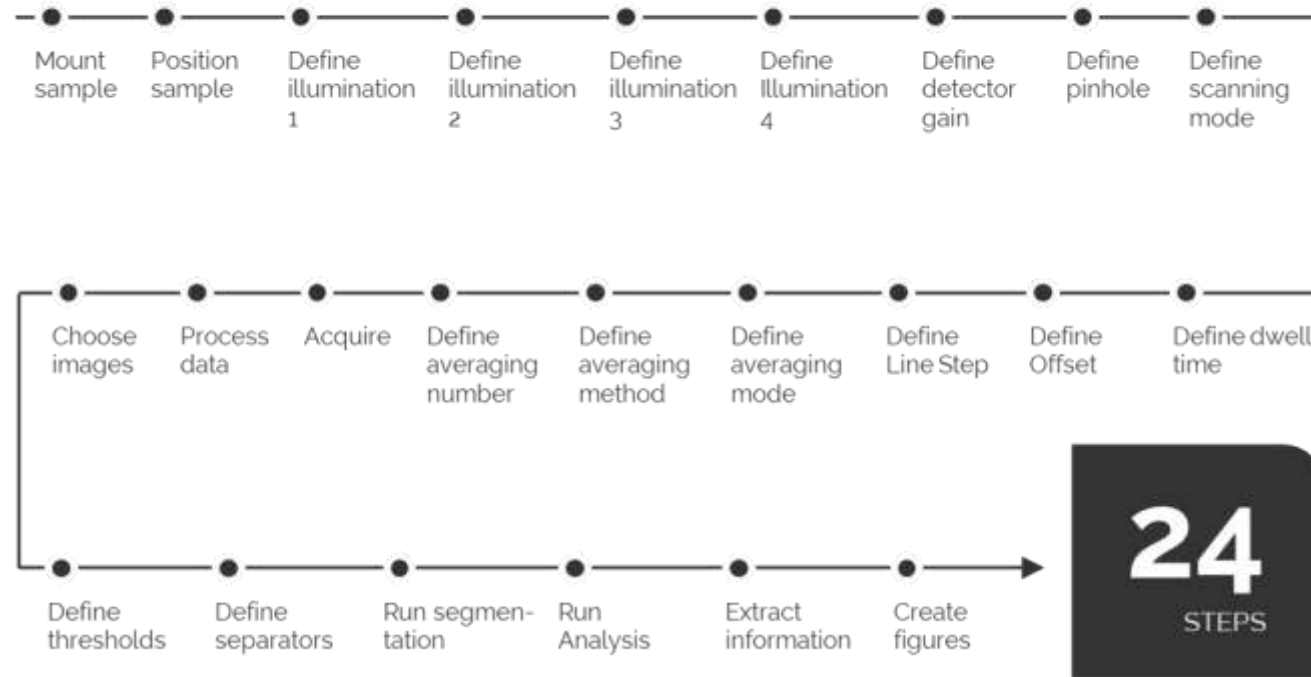 Mount
sample
Position
sample
Define
illumination
1
Define
illumination
2
Define
illumination
3
Define
Illumination
4
Define
detector
gain
Define
pinhole
Define
scanning
mode
Choose
images
Process
data
Acquire
Define
averaging
number
Define
averaging
method
Define
averaging
mode
Define
Line Step
Define
Offset
Define dwell
time
Define
thresholds
Define
separators
Run segmen-
tation
Run
Analysis
Extract
information
Create
figures
24
STEPS